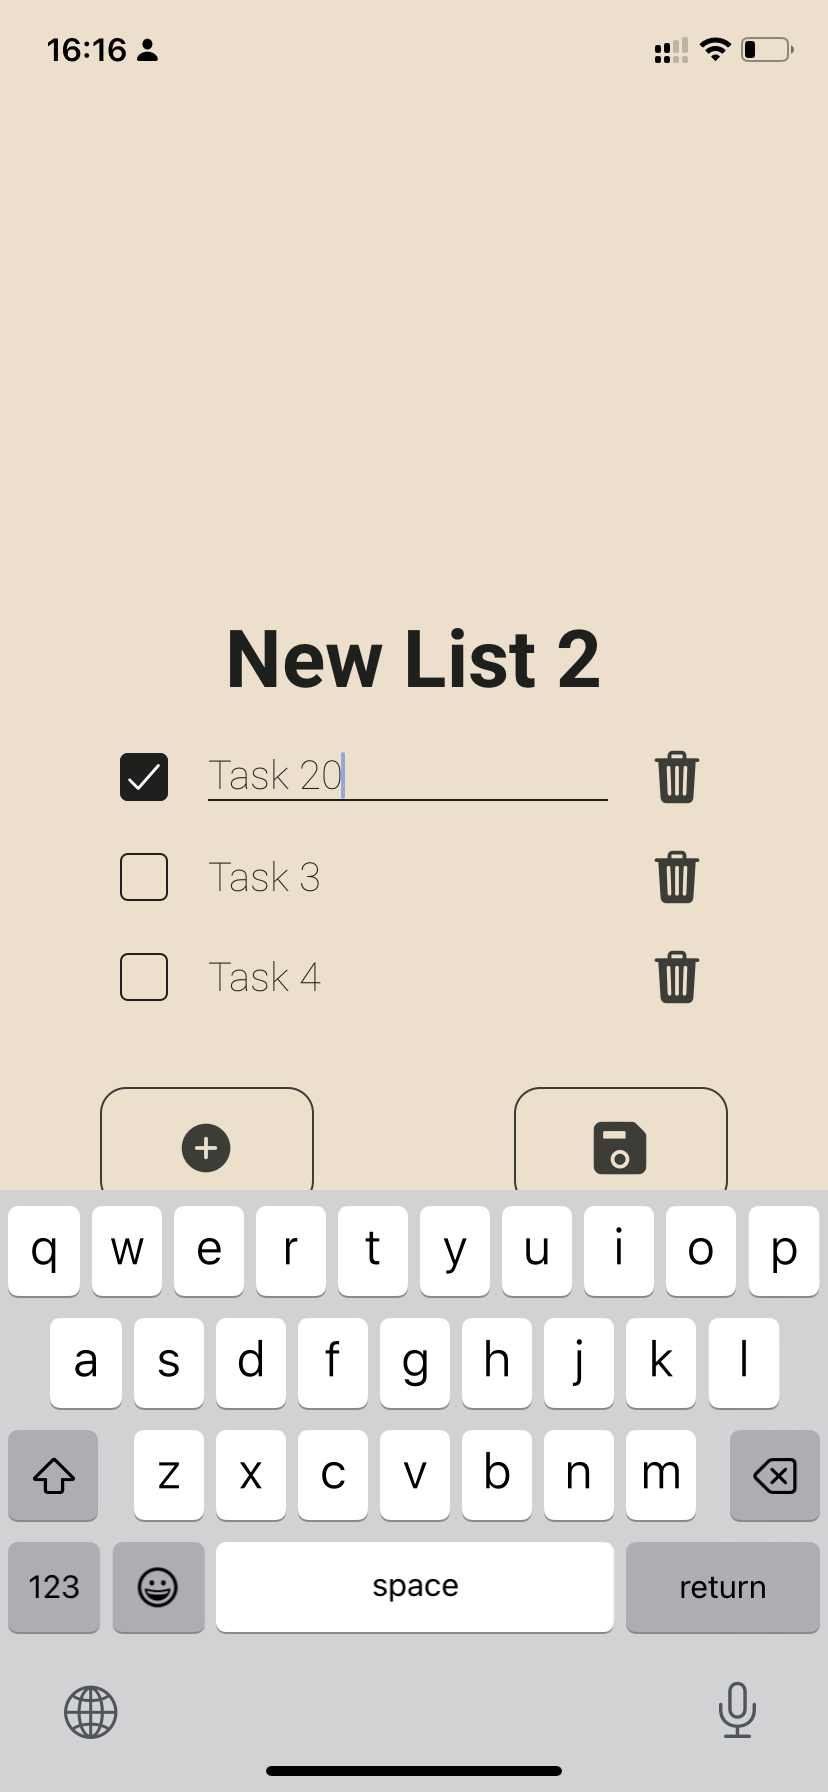 16:16
New List 2
Task 20
Task 3
Task 4
q w e r t y u i o p
a s d f g h j k l
z x c v b n m
123 space return